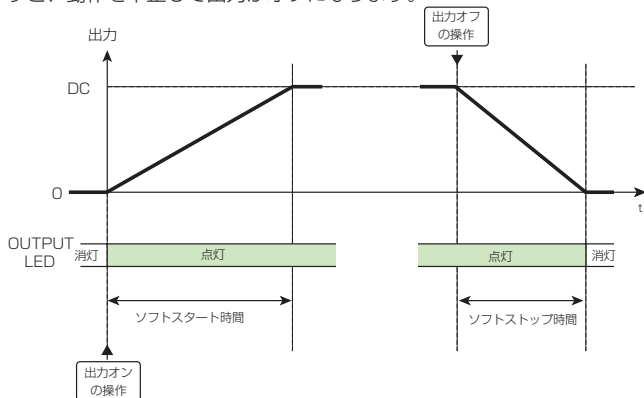 出力オフ
の操作
出力
DC
0
t
OUTPUT
LED
消灯
点灯
点灯
消灯
ソフトスタート時間
ソフトストップ時間
出力オン
の操作